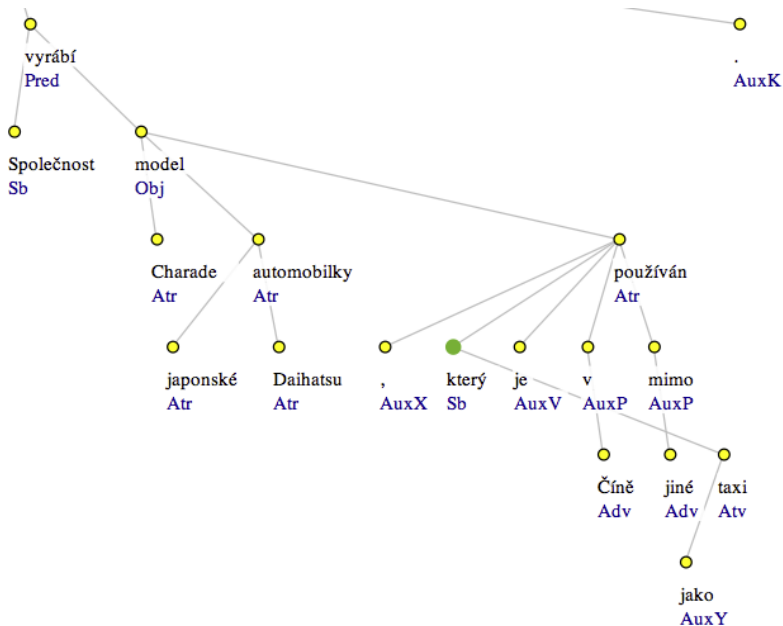 vyrábí
Pred
.
AuxK
Společnost
Sb
model
Obj
Charade
Atr
automobilky
Atr
používán
Atr
japonské
Atr
Daihatsu
Atr
,
AuxX
který
Sb
je
AuxV
v
AuxP
mimo
AuxP
Číně
Adv
jiné
Adv
taxi
Atv
jako
AuxY